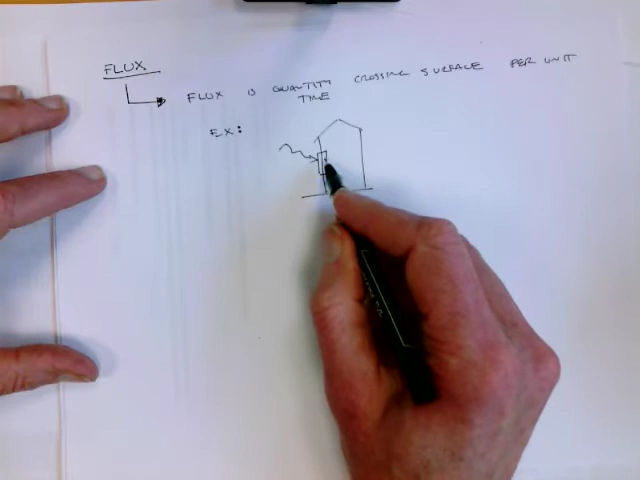 FLUX
FLUX IS QUANTITY CROSSING SURFACE PER UNIT
TIME
EX: